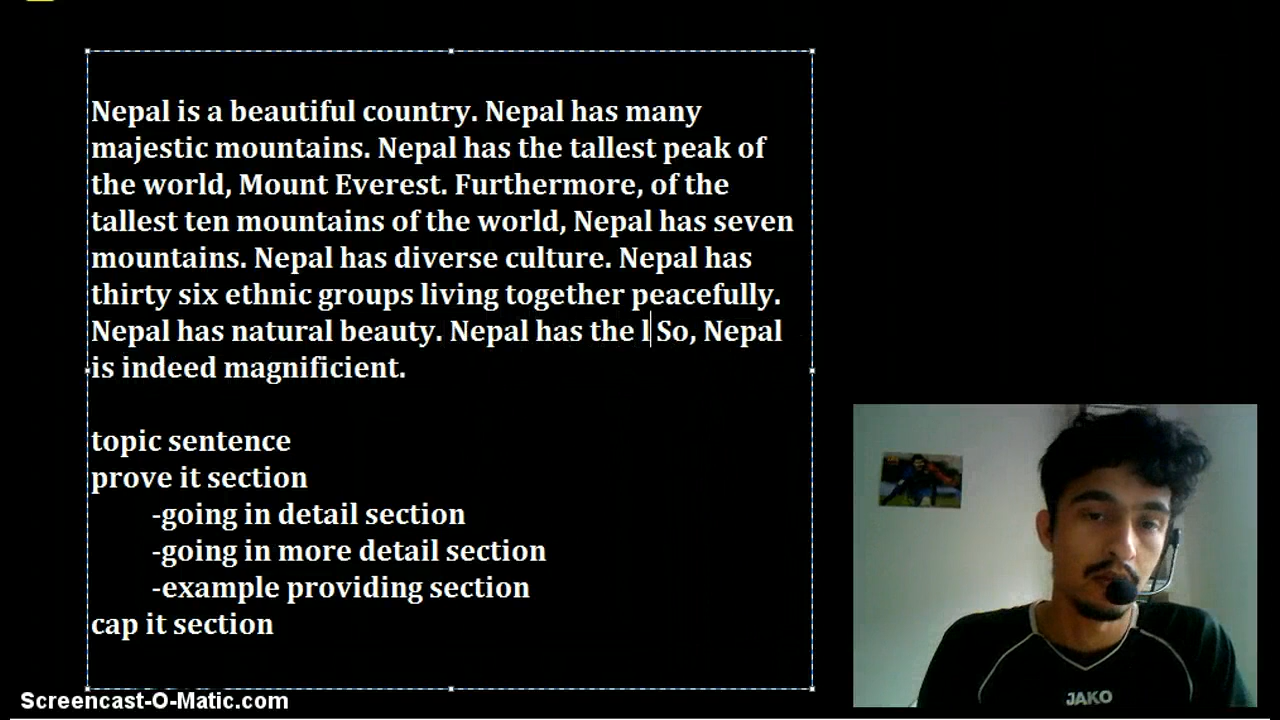 Nepal is a beautiful country. Nepal has many
majestic mountains. Nepal has the tallest peak of
the world, Mount Everest. Furthermore, of the
tallest ten mountains of the world, Nepal has seven
mountains. Nepal has diverse culture. Nepal has
thirty six ethnic groups living together peacefully.
Nepal has natural beauty. Nepal has the l So, Nepal
is indeed magnificient.
topic sentence
prove it section
-going in detail section
-going in more detail section
-example providing section
cap it section
JAKO
Screencast-O-Matic.com